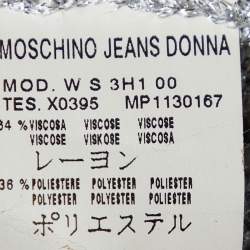 MOSCHINO JEANS DONNA
MOD. W S 3H1 00
TES. X0395 MP1130167
64 % VISCOSA VISCOSE VISCOSE
VISCOSE VISKOSE VISCOSE
レーヨン
36 % POLIESTERE POLYESTER POLIESTERE
POLYESTER POLYESTER POLYESTER
ポリエステル